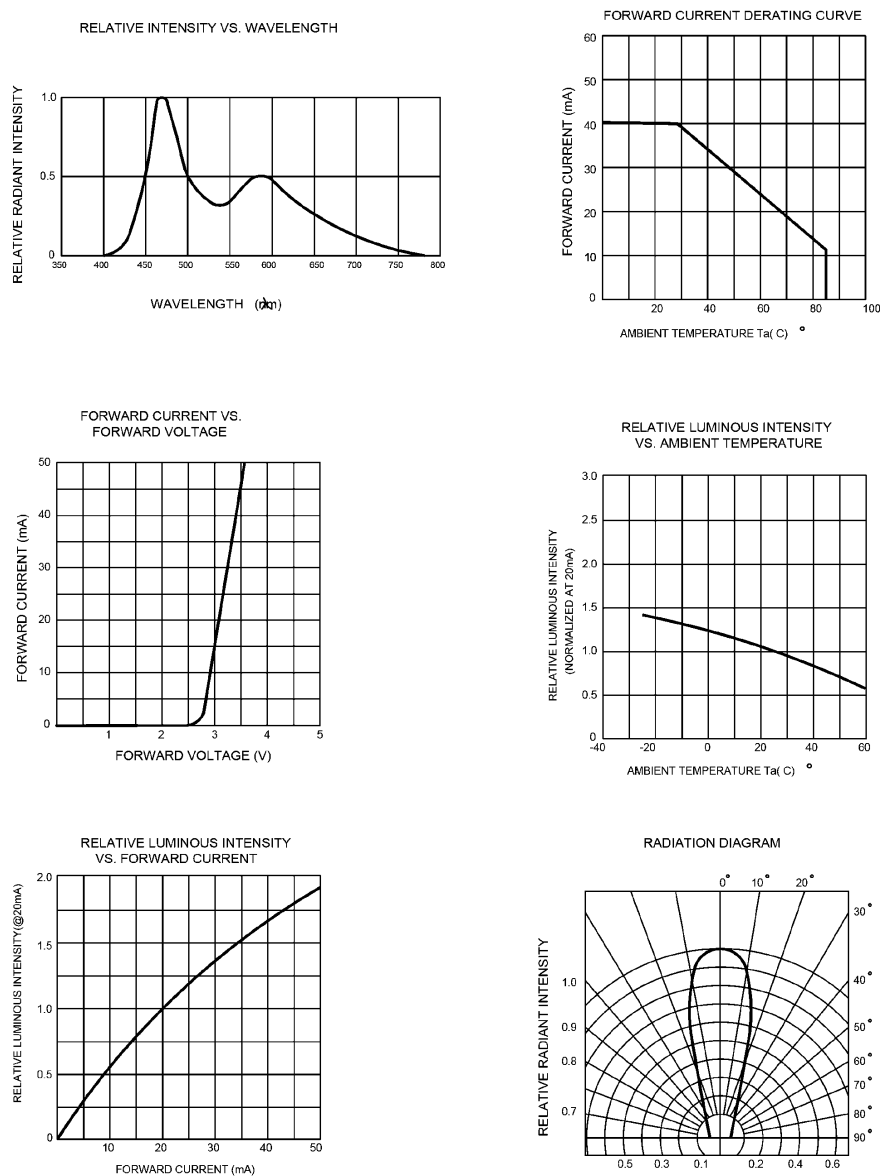 RELATIVE INTENSITY VS. WAVELENGTH
RELATIVE RADIANT INTENSITY
1.0
0.5
0
350 400 450 500 550 600 650 700 750 800
WAVELENGTH
FORWARD CURRENT DERATING CURVE
FORWARD CURRENT (mA)
60
50
40
30
20
10
0
20 40 60 80 100
AMBIENT TEMPERATURE Ta( C) °
FORWARD CURRENT VS.
FORWARD VOLTAGE
FORWARD CURRENT (mA)
50
40
30
20
10
0
1 2 3 4 5
FORWARD VOLTAGE (V)
RELATIVE LUMINOUS INTENSITY
VS. AMBIENT TEMPERATURE
RELATIVE LUMINOUS INTENSITY
(NORMALIZED AT 20mA)
3.0
2.5
2.0
1.5
1.0
0.5
0
-40 -20 0 20 40 60
AMBIENT TEMPERATURE Ta( C) °
RELATIVE LUMINOUS INTENSITY
VS. FORWARD CURRENT
RELATIVE LUMINOUS INTENSITY(@20mA)
2.0
1.5
1.0
0.5
0
10 20 30 40 50
FORWARD CURRENT (mA)
RADIATION DIAGRAM
RELATIVE RADIANT INTENSITY
0° 10° 20°
30°
1.0 40°
0.9 50°
0.8 60°
70°
0.7 80°
90°
0.5 0.3 0.1 0.2 0.4 0.6